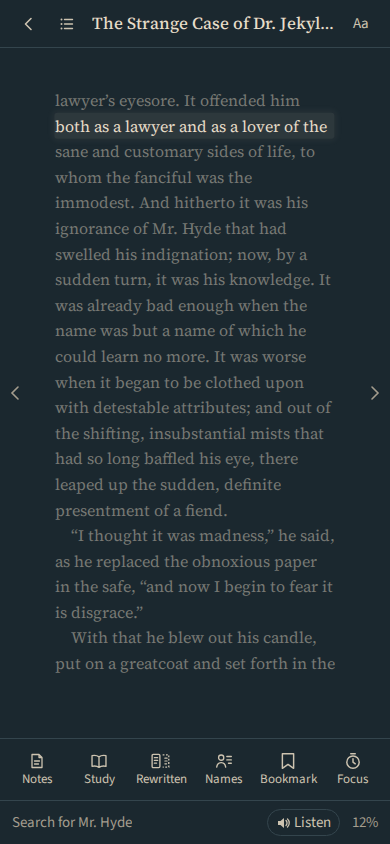 The Strange Case of Dr. Jekyl...
Aa
lawyer’s eyesore. It offended him
both as a lawyer and as a lover of the
sane and customary sides of life, to
whom the fanciful was the
immodest. And hitherto it was his
ignorance of Mr. Hyde that had
swelled his indignation; now, by a
sudden turn, it was his knowledge. It
was already bad enough when the
name was but a name of which he
could learn no more. It was worse
when it began to be clothed upon
with detestable attributes; and out of
the shifting, insubstantial mists that
had so long baffled his eye, there
leaped up the sudden, definite
presentment of a fiend.
“I thought it was madness,” he said,
as he replaced the obnoxious paper
in the safe, “and now I begin to fear it
is disgrace.”
With that he blew out his candle,
put on a greatcoat and set forth in the
Notes
Study
Rewritten
Names
Bookmark
Focus
Search for Mr. Hyde
Listen
12%